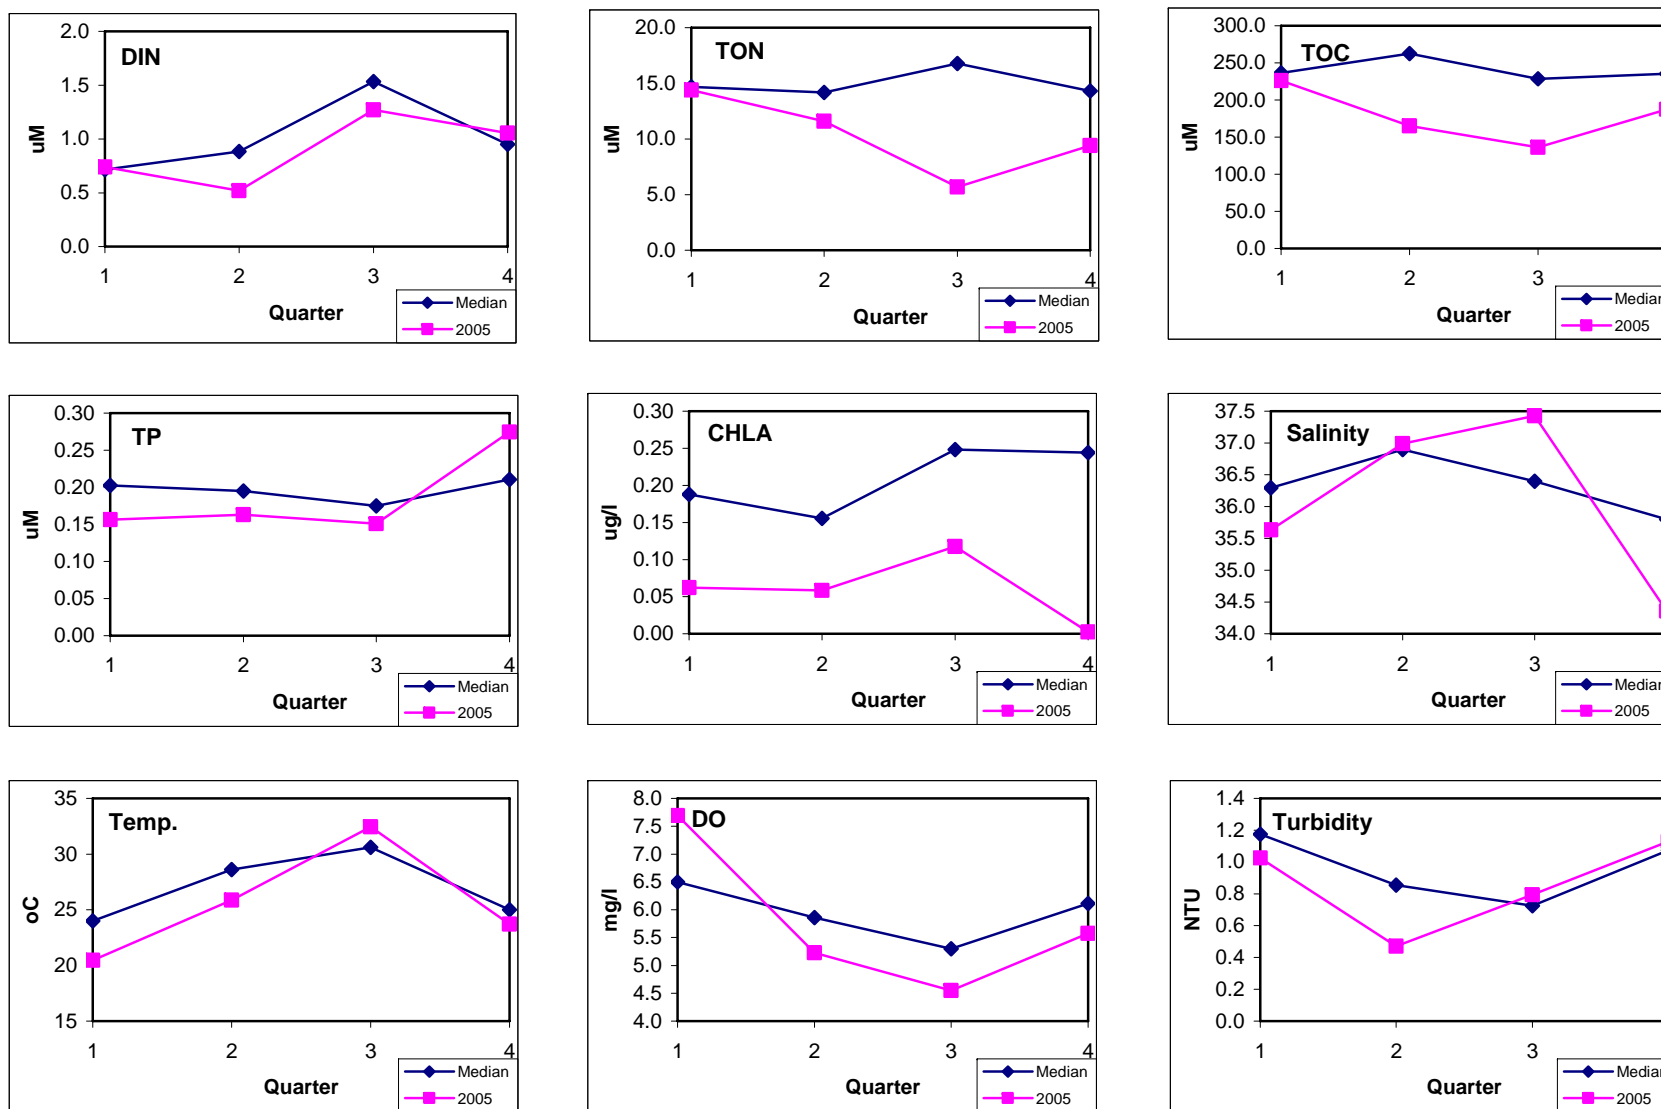 DIN
2.0
1.5
1.0
0.5
0.0
uM
1 2 3 4
Quarter
Median
2005
TON
20.0
15.0
10.0
5.0
0.0
uM
1 2 3 4
Quarter
Median
2005
TOC
300.0
250.0
200.0
150.0
100.0
50.0
0.0
uM
1 2 3
Quarter
Median
2005
TP
0.30
0.25
0.20
0.15
0.10
0.05
0.00
uM
1 2 3 4
Quarter
Median
2005
CHLA
0.30
0.25
0.20
0.15
0.10
0.05
0.00
ug/l
1 2 3 4
Quarter
Median
2005
Salinity
37.5
37.0
36.5
36.0
35.5
35.0
34.5
34.0
1 2 3
Quarter
Median
2005
Temp.
35
30
25
20
15
oC
1 2 3 4
Quarter
Median
2005
DO
8.0
7.5
7.0
6.5
6.0
5.5
5.0
4.5
4.0
mg/l
1 2 3 4
Quarter
Median
2005
Turbidity
1.4
1.2
1.0
0.8
0.6
0.4
0.2
0.0
NTU
1 2 3
Quarter
Median
2005